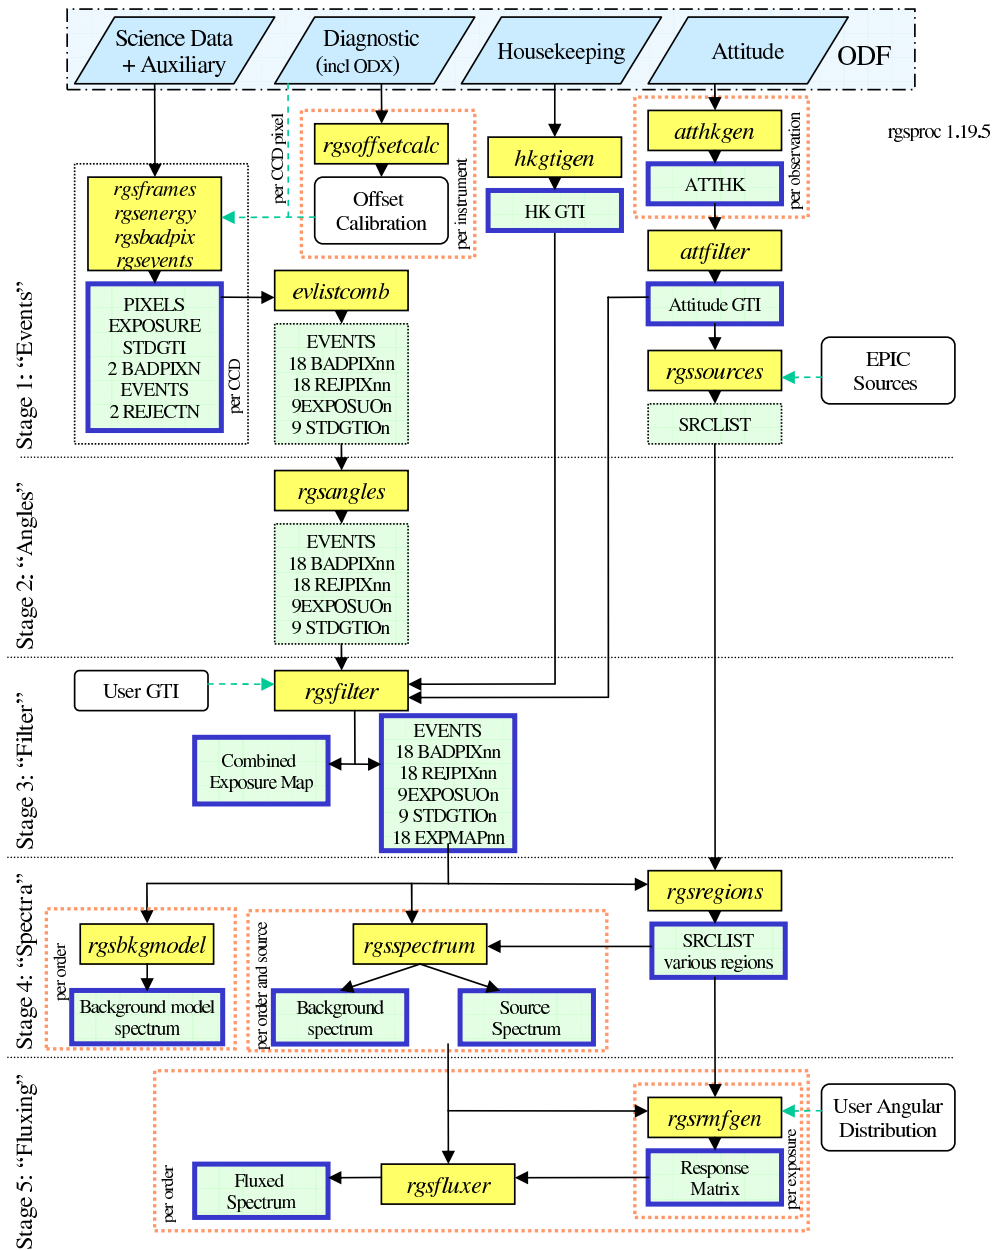 Science Data
+ Auxiliary
Diagnostic
(incl ODX)
Housekeeping
Attitude
ODF
rgsproc 1.19.5
per CCD pixel
rgsoffsetcalc
Offset
Calibration
per instrument
hkgtigen
HK GTI
atthkgen
ATTHK
per observation
rgsframes
rgsenergy
rgsbadpix
rgsevents
attfilter
Attitude GTI
Stage 1: “Events”
PIXELS
EXPOSURE
STDGTI
2 BADPIXN
EVENTS
2 REJECTN
per CCD
evlistcomb
EVENTS
18 BADPIXnn
18 REJPIXnn
9EXPOSUOn
9 STDGTIOn
rgssources
EPIC
Sources
SRCLIST
Stage 2: “Angles”
rgsangles
EVENTS
18 BADPIXnn
18 REJPIXnn
9EXPOSUOn
9 STDGTIOn
Stage 3: “Filter”
User GTI
rgsfilter
Combined
Exposure Map
EVENTS
18 BADPIXnn
18 REJPIXnn
9EXPOSUOn
9 STDGTIOn
18 EXPMAPnn
Stage 4: “Spectra”
rgsregions
SRCLIST
various regions
per order
rgsbkgmodel
Background model
spectrum
per order and source
rgsspectrum
Background
spectrum
Source
Spectrum
Stage 5: “Fluxing”
rgsrmfgen
User Angular
Distribution
Response
Matrix
per exposure
per order
rgsfluxer
Fluxed
Spectrum